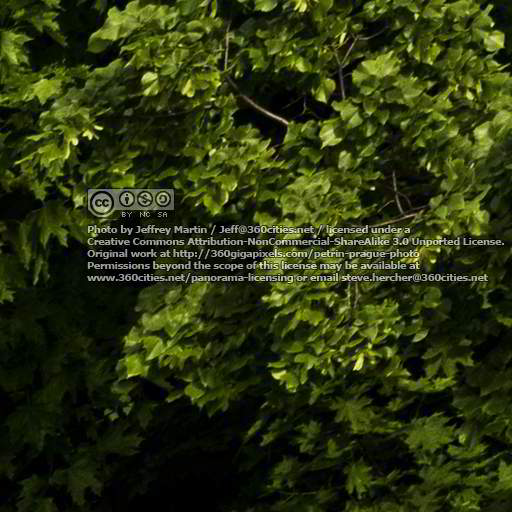 cc BY NC SA
Photo by Jeffrey Martin / Jeff@360cities.net / licensed under a
Creative Commons Attribution-NonCommercial-ShareAlike 3.0 Unported License.
Original work at http://360gigapixels.com/petrin-prague-photo
Permissions beyond the scope of this license may be available at
www.360cities.net/panorama-licensing or email steve.hercher@360cities.net